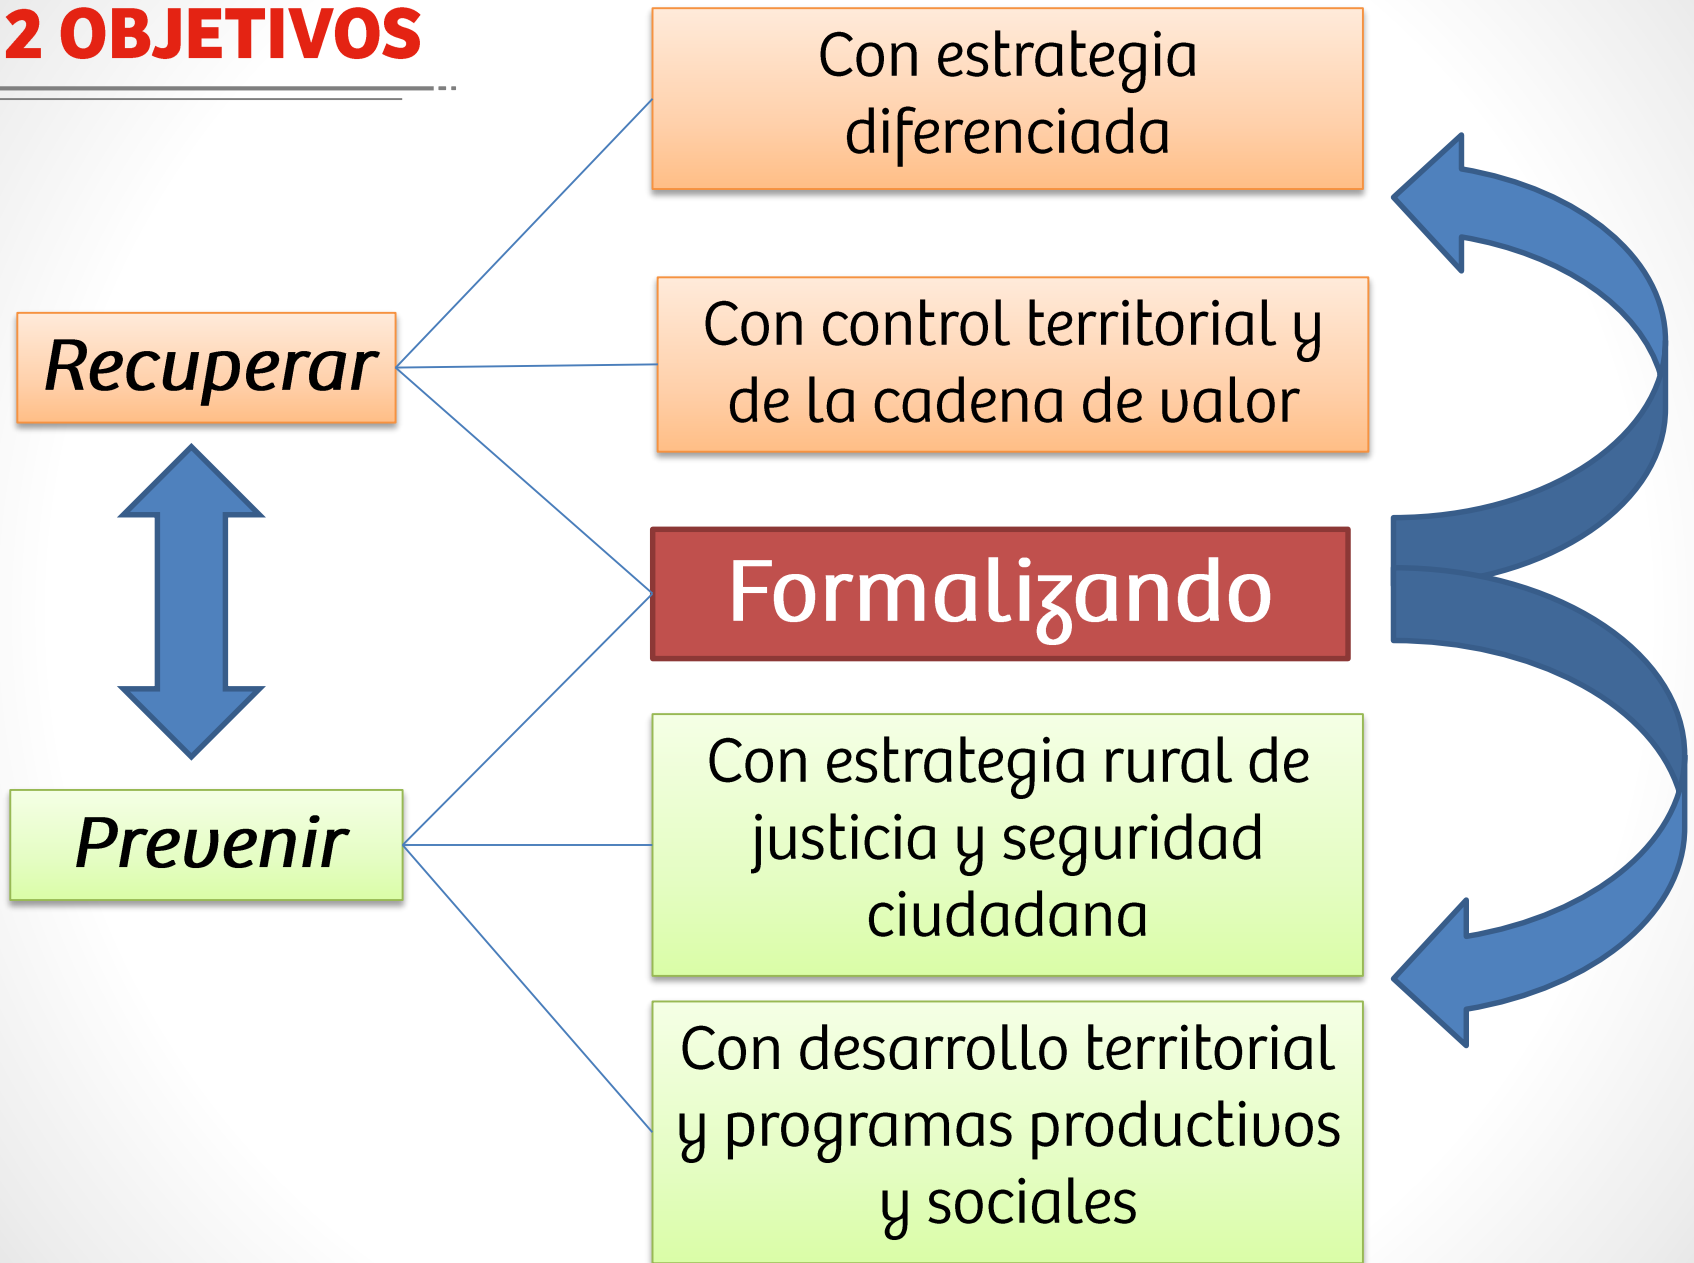 2 OBJETIVOS
Con estrategia
diferenciada
Con control territorial y
de la cadena de valor
Recuperar
Formalizando
Prevenir
Con estrategia rural de
justicia y seguridad
ciudadana
Con desarrollo territorial
y programas productivos
y sociales